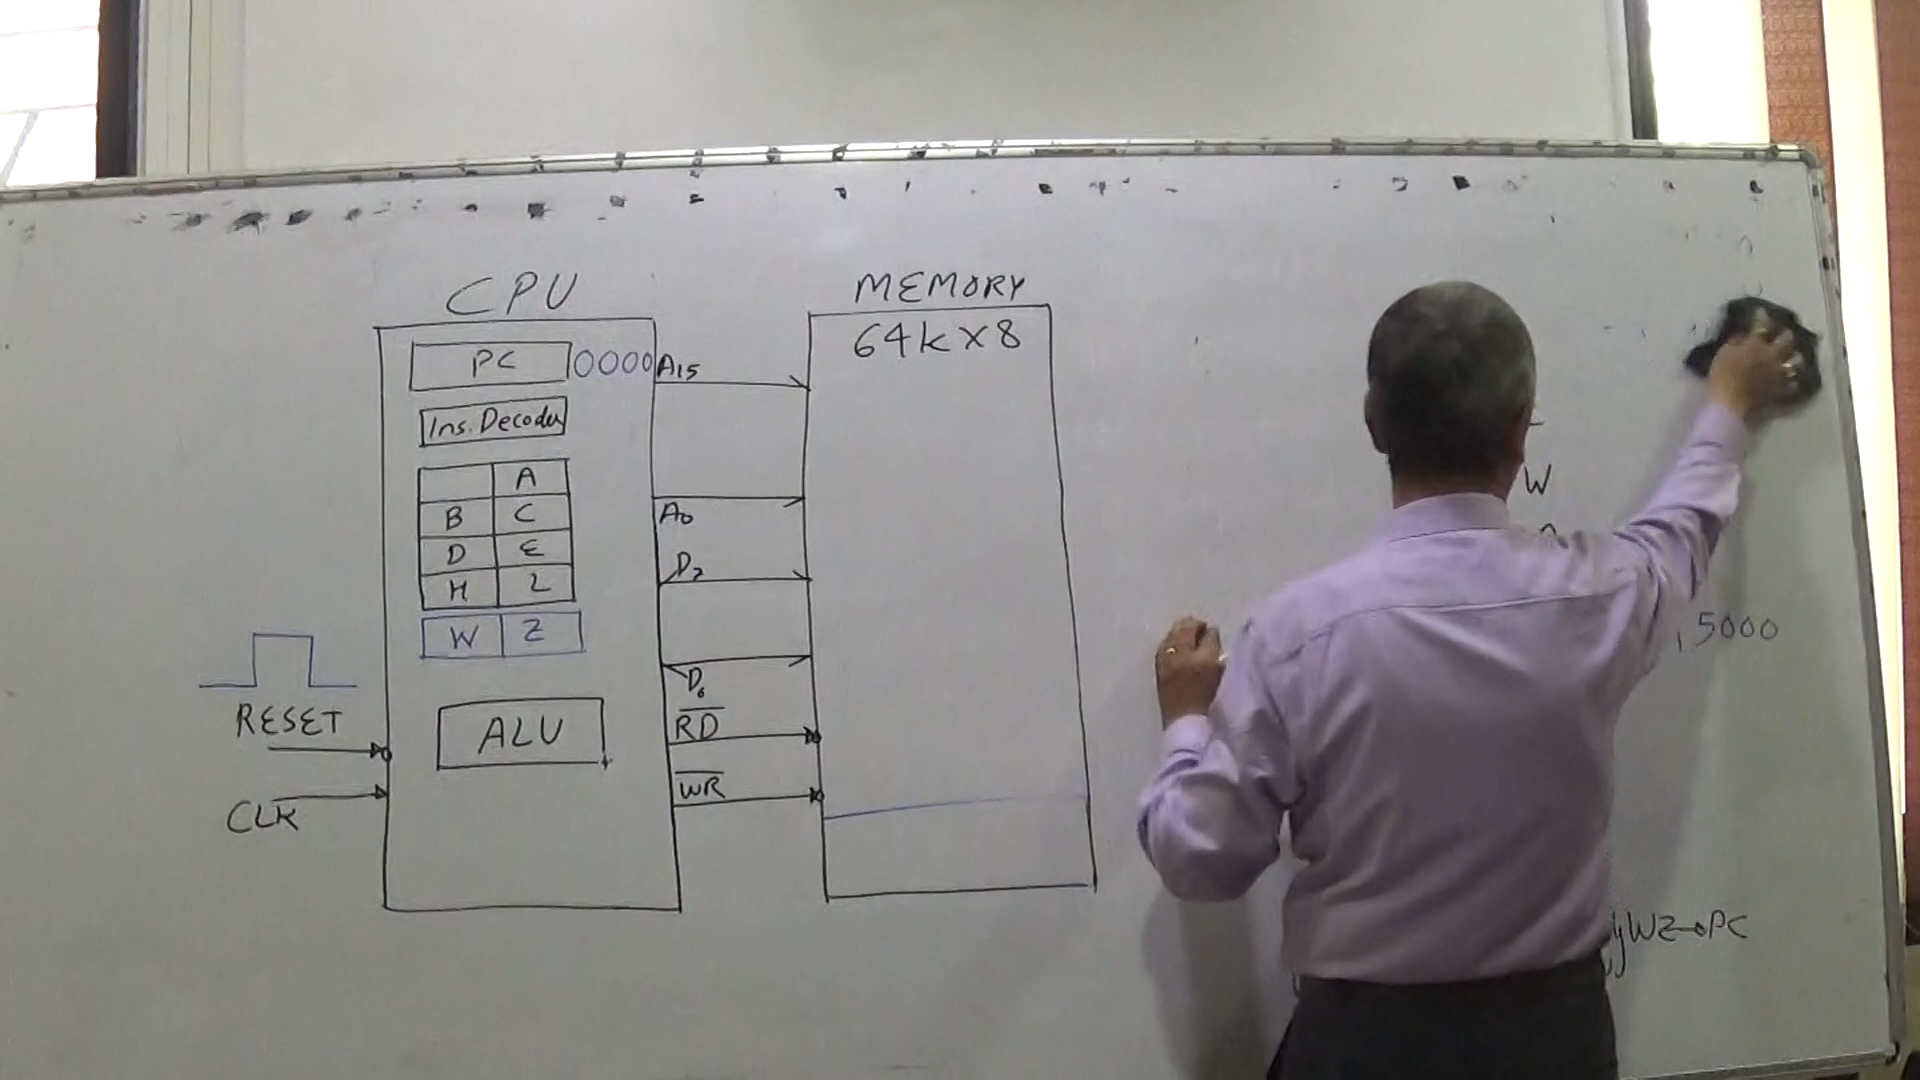 CPU
MEMORY
PC 0000
A15
64K X 8
Ins. Decoder
A
B C
A0
D E
D7
H L
W Z
D0
RESET
RD
ALU
WR
CLK
W
, 5000
WZ→PC